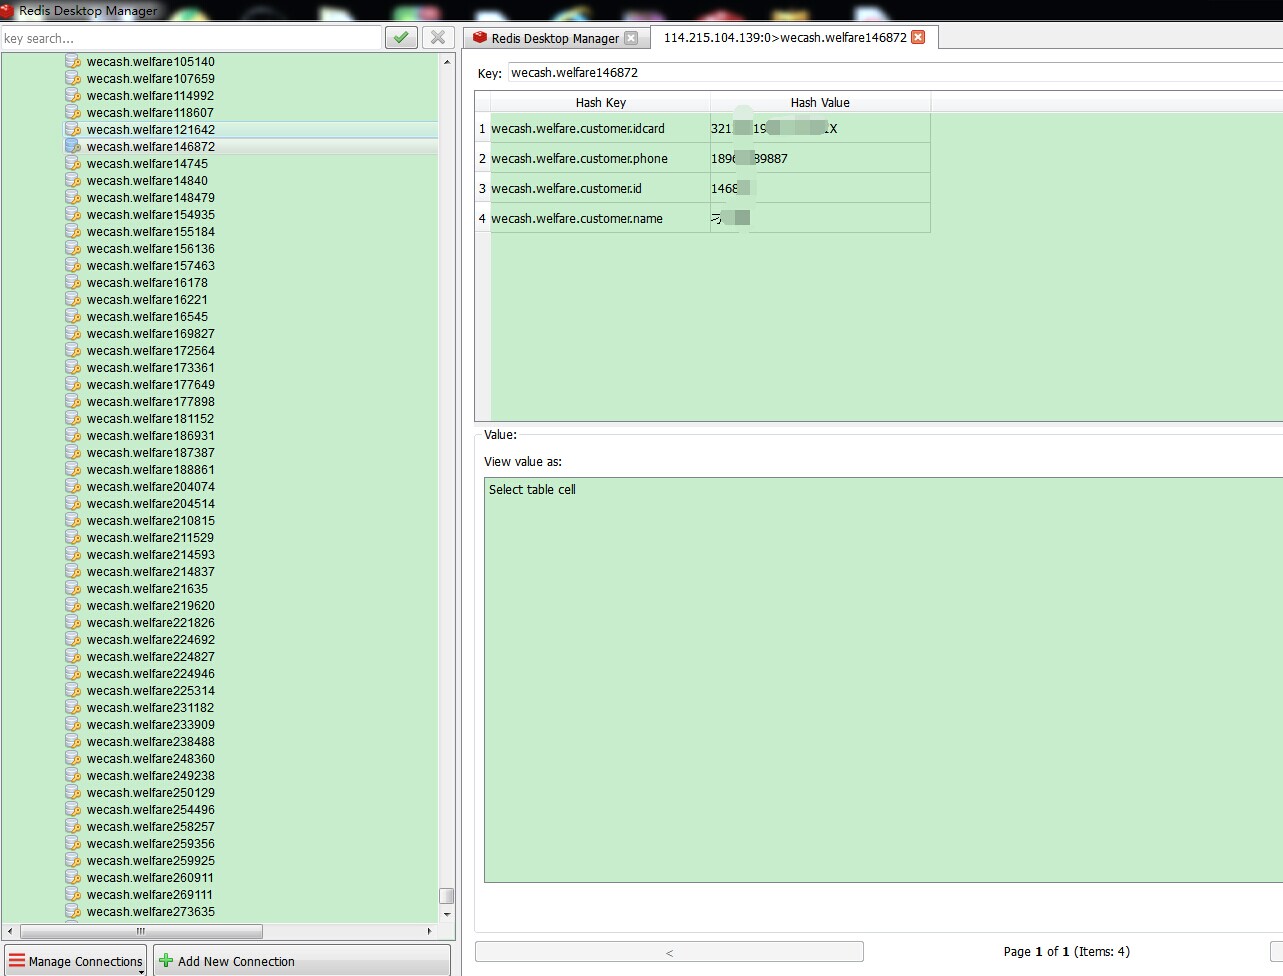 Redis Desktop Manager
key search...
wecash.welfare105140
wecash.welfare107659
wecash.welfare114992
wecash.welfare118607
wecash.welfare121642
wecash.welfare146872
wecash.welfare14745
wecash.welfare14840
wecash.welfare148479
wecash.welfare154935
wecash.welfare155184
wecash.welfare156136
wecash.welfare157463
wecash.welfare16178
wecash.welfare16221
wecash.welfare16545
wecash.welfare169827
wecash.welfare172564
wecash.welfare173361
wecash.welfare177649
wecash.welfare177898
wecash.welfare181152
wecash.welfare186931
wecash.welfare187387
wecash.welfare188861
wecash.welfare204074
wecash.welfare204514
wecash.welfare210815
wecash.welfare211529
wecash.welfare214593
wecash.welfare214837
wecash.welfare21635
wecash.welfare219620
wecash.welfare221826
wecash.welfare224692
wecash.welfare224827
wecash.welfare224946
wecash.welfare225314
wecash.welfare231182
wecash.welfare233909
wecash.welfare238488
wecash.welfare248360
wecash.welfare249238
wecash.welfare250129
wecash.welfare254496
wecash.welfare258257
wecash.welfare259356
wecash.welfare259925
wecash.welfare260911
wecash.welfare269111
wecash.welfare273635
Manage Connections
Add New Connection
Redis Desktop Manager
114.215.104.139:0>wecash.welfare146872
Key: wecash.welfare146872
Hash Key Hash Value
1 wecash.welfare.customer.idcard 321 19 X
2 wecash.welfare.customer.phone 189 89887
3 wecash.welfare.customer.id 146
4 wecash.welfare.customer.name 刁
Value:
View value as:
Select table cell
< Page 1 of 1 (Items: 4)